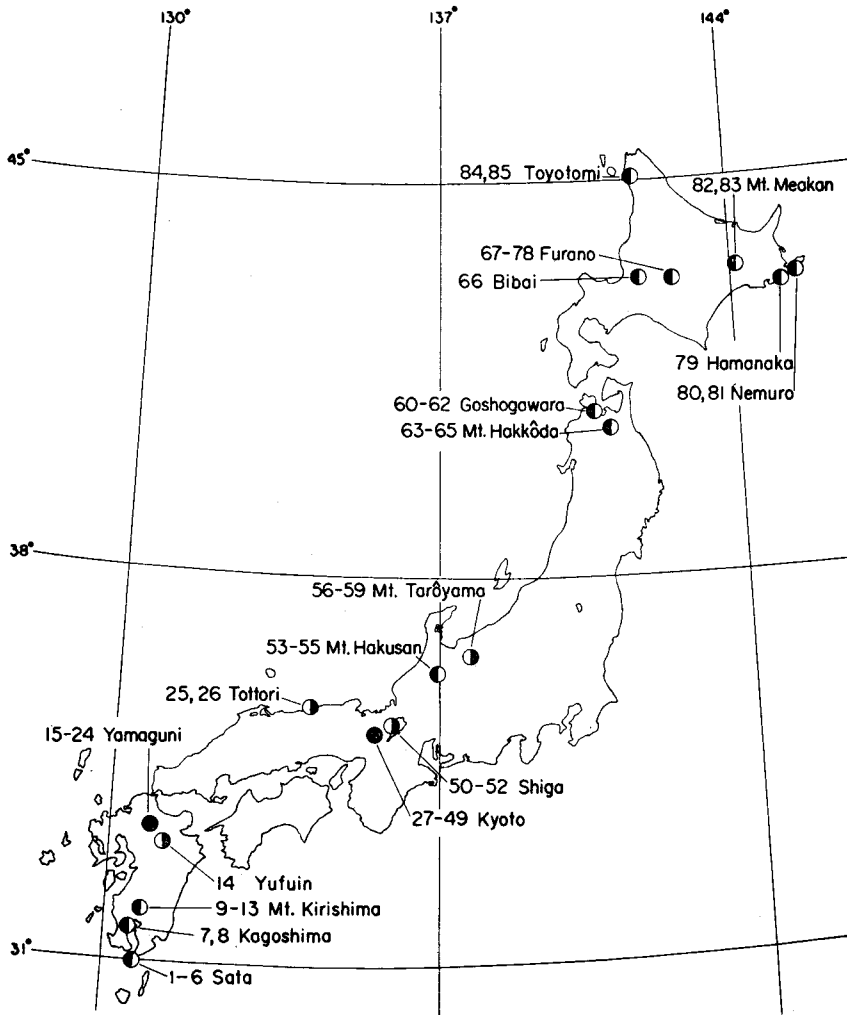 130°
137°
144°
45°
84,85 Toyotomi
82,83 Mt. Meakan
67-78 Furano
66 Bibai
79 Hamanaka
80,81 Nemuro
60-62 Goshogawara
63-65 Mt. Hakkôda
38°
56-59 Mt. Tarôyama
53-55 Mt. Hakusan
25,26 Tottori
15-24 Yamaguni
50-52 Shiga
27-49 Kyoto
14 Yufuin
9-13 Mt. Kirishima
7,8 Kagoshima
31°
1-6 Sata